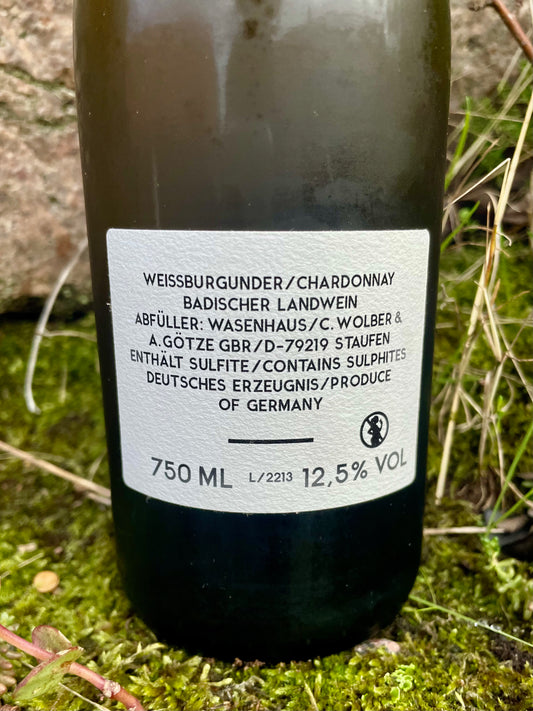 WEISSBURGUNDER/CHARDONNAY
BADISCHER LANDWEIN
ABFÜLLER: WASENHAUS/C. WOLBER &
A. GÖTZE GBR/D-79219 STAUFEN
ENTHÄLT SULFITE/CONTAINS SULPHITES
DEUTSCHES ERZEUGNIS/PRODUCE
OF GERMANY
750 ML L/2213 12,5% VOL